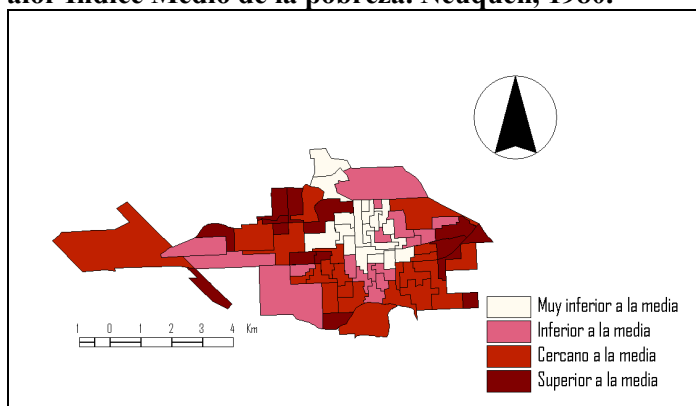 alor Indice Medio de la pobreza. Neuquén, 1980.
Muy inferior a la media
Inferior a la media
Cercano a la media
Superior a la media
1 0 1 2 3 4 Km